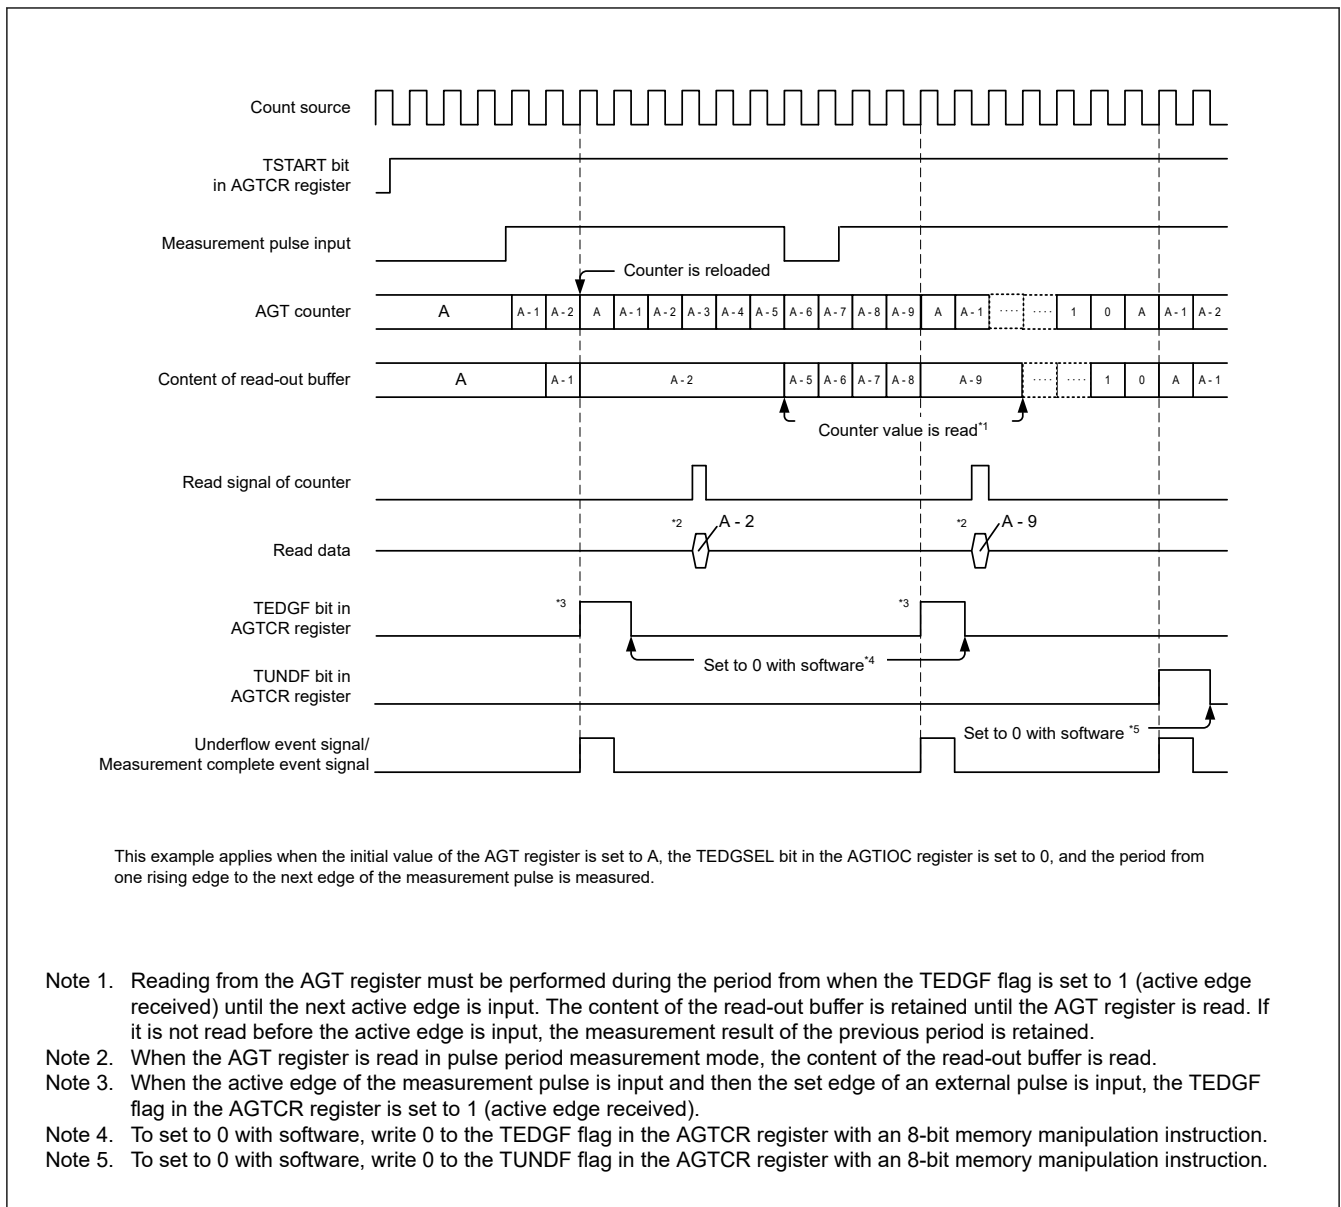 Count source
TSTART bit
in AGTCR register
Measurement pulse input
Counter is reloaded
AGT counter
A A - 1 A - 2 A A - 1 A - 2 A - 3 A - 4 A - 5 A - 6 A - 7 A - 8 A - 9 A A - 1 ···· ···· 1 0 A A - 1 A - 2
Content of read-out buffer
A A - 1 A - 2 A - 5 A - 6 A - 7 A - 8 A - 9 ···· ···· 1 0 A A - 1
Counter value is read*1
Read signal of counter
*2 A - 2 *2 A - 9
Read data
TEDGF bit in
AGTCR register
*3 *3
Set to 0 with software*4
TUNDF bit in
AGTCR register
Set to 0 with software *5
Underflow event signal/
Measurement complete event signal
This example applies when the initial value of the AGT register is set to A, the TEDGSEL bit in the AGTIOC register is set to 0, and the period from
one rising edge to the next edge of the measurement pulse is measured.
Note 1. Reading from the AGT register must be performed during the period from when the TEDGF flag is set to 1 (active edge
received) until the next active edge is input. The content of the read-out buffer is retained until the AGT register is read. If
it is not read before the active edge is input, the measurement result of the previous period is retained.
Note 2. When the AGT register is read in pulse period measurement mode, the content of the read-out buffer is read.
Note 3. When the active edge of the measurement pulse is input and then the set edge of an external pulse is input, the TEDGF
flag in the AGTCR register is set to 1 (active edge received).
Note 4. To set to 0 with software, write 0 to the TEDGF flag in the AGTCR register with an 8-bit memory manipulation instruction.
Note 5. To set to 0 with software, write 0 to the TUNDF flag in the AGTCR register with an 8-bit memory manipulation instruction.